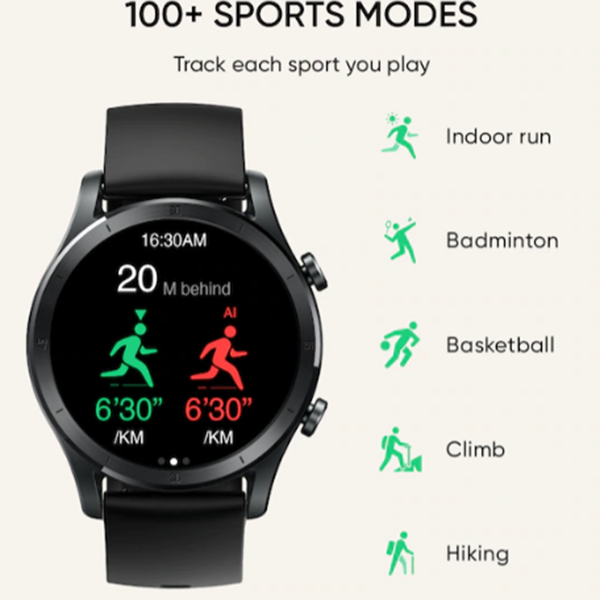 100+ SPORTS MODES
Track each sport you play
16:30AM
20 M behind
AI
6’30” 6’30”
/KM /KM
Indoor run
Badminton
Basketball
Climb
Hiking